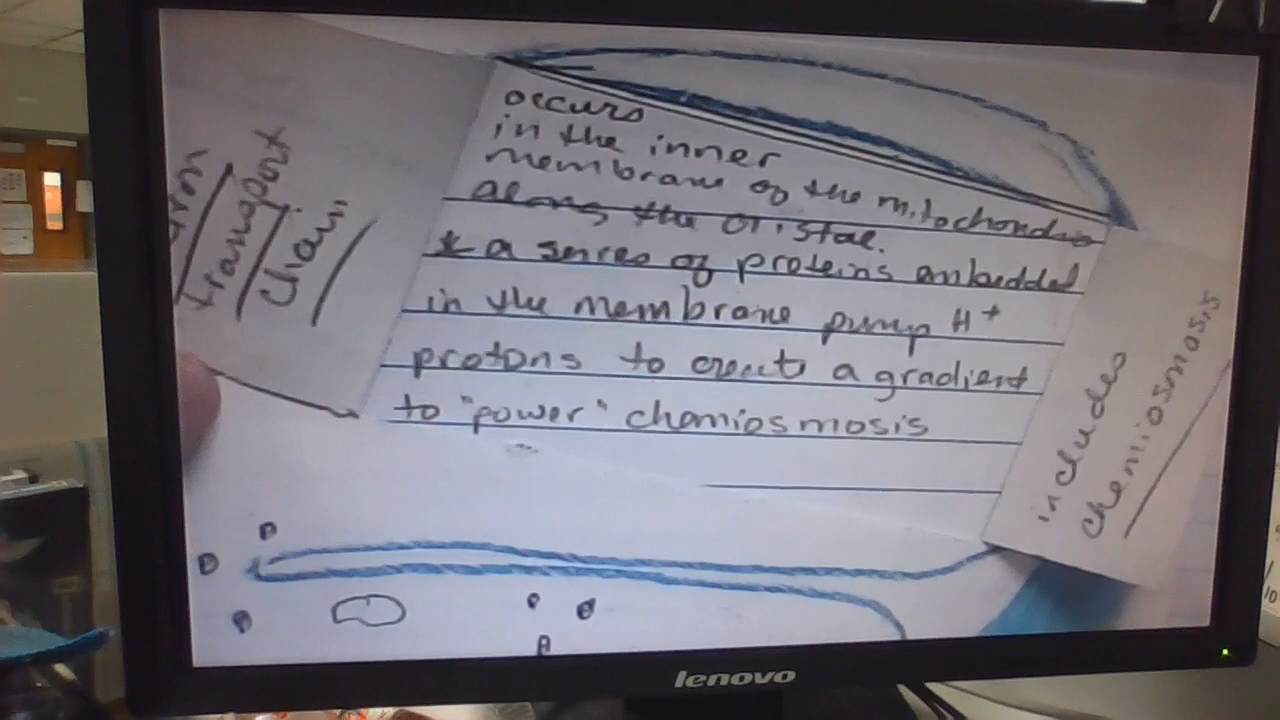 transport
chain
occurs
in the inner
membrane of the mitochondria
along the cristae.
* a series of proteins embedded
in the membrane pump H+
protons to create a gradient
to "power" chemiosmosis
includes
chemiosmosis
P
lenovo
10